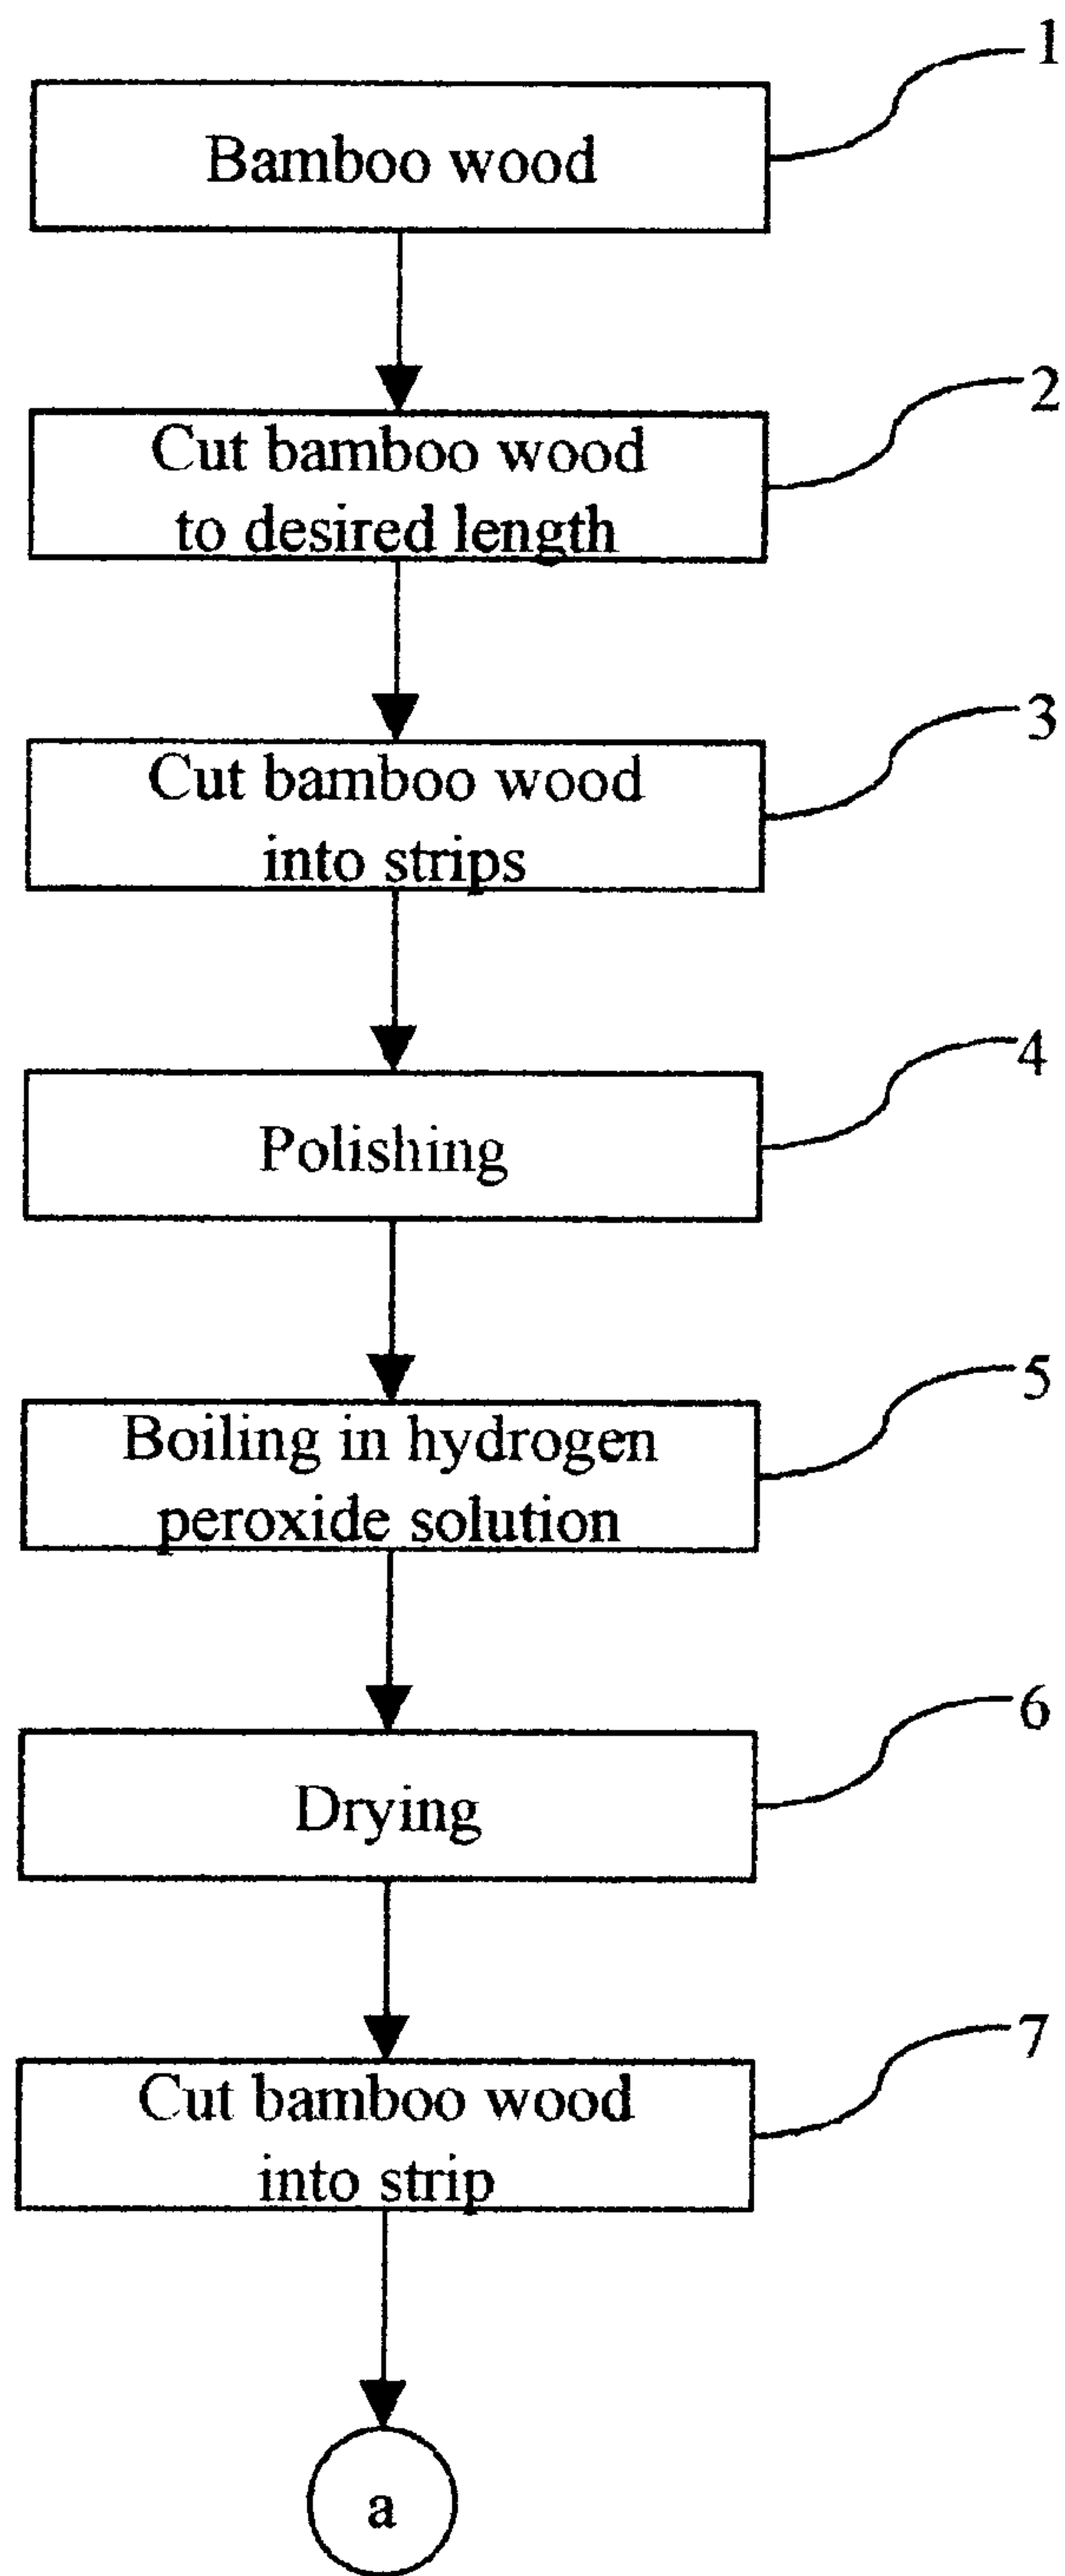 1
Bamboo wood
2
Cut bamboo wood
to desired length
3
Cut bamboo wood
into strips
4
Polishing
5
Boiling in hydrogen
peroxide solution
6
Drying
7
Cut bamboo wood
into strip
a